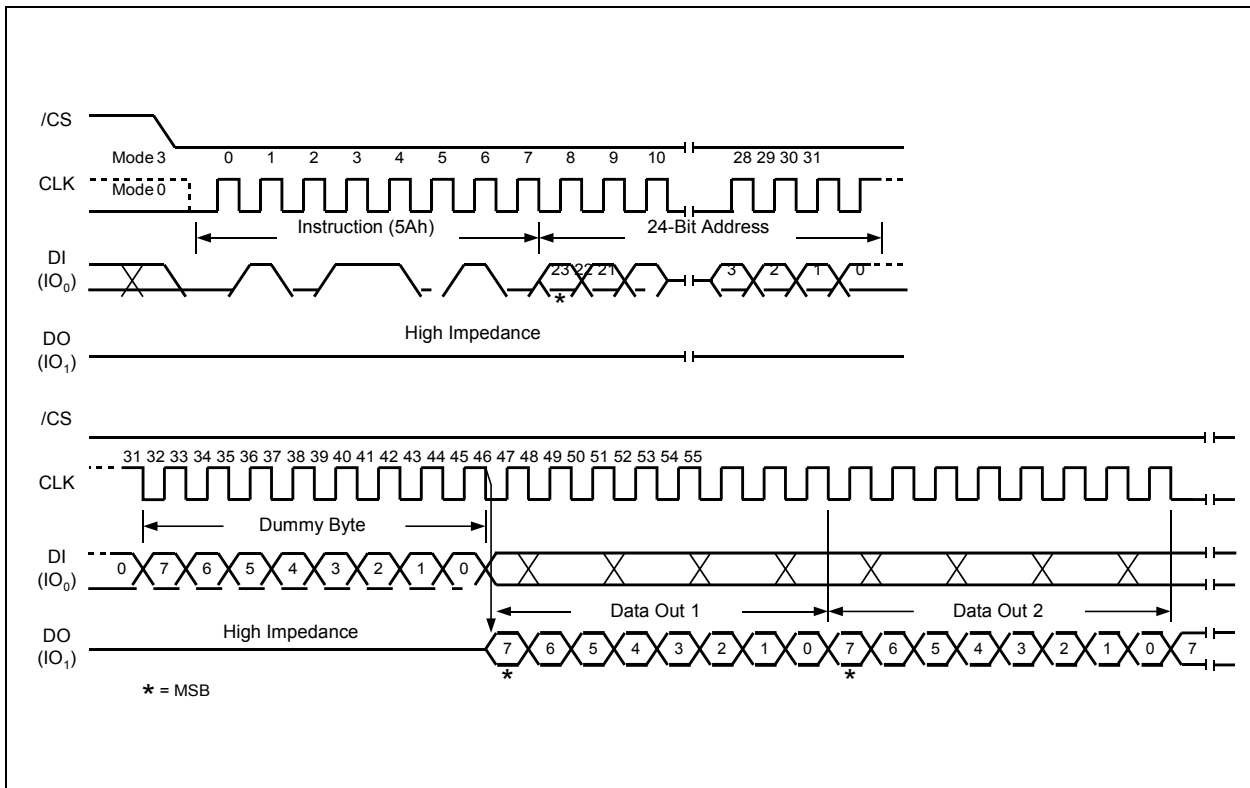 /CS
Mode 3 0 1 2 3 4 5 6 7 8 9 10 28 29 30 31
CLK Mode 0
Instruction (5Ah) 24-Bit Address
DI
(IO0)
23 22 21 3 2 1 0
*
High Impedance
DO
(IO1)
/CS
31 32 33 34 35 36 37 38 39 40 41 42 43 44 45 46 47 48 49 50 51 52 53 54 55
CLK
Dummy Byte
DI
(IO0)
0 7 6 5 4 3 2 1 0
Data Out 1 Data Out 2
High Impedance
DO
(IO1)
7 6 5 4 3 2 1 0 7 6 5 4 3 2 1 0 7
* *
* = MSB